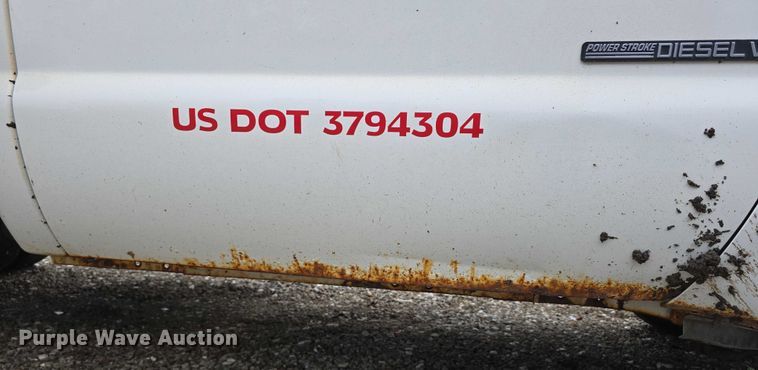 POWER STROKE DIESEL V
US DOT 3794304
Purple Wave Auction